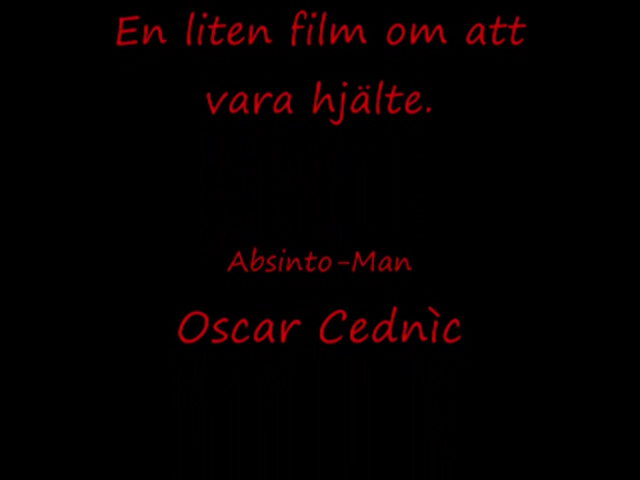 En liten film om att
vara hjälte.
Absinto-Man
Oscar Cednìc